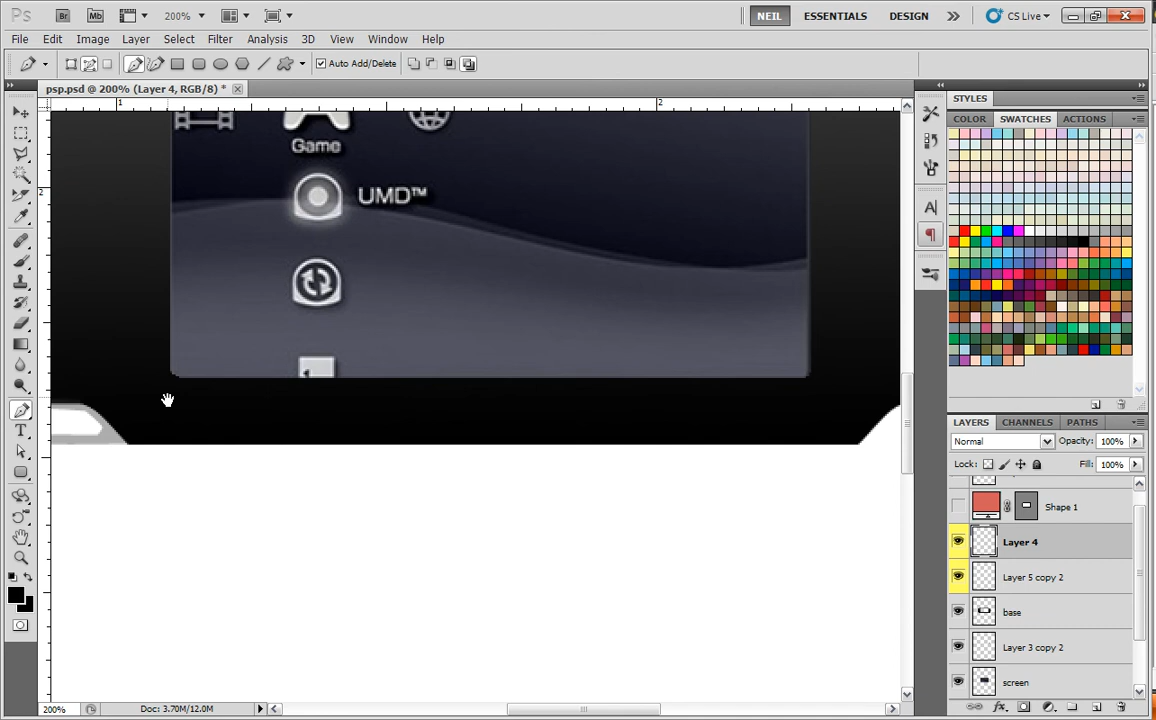 Ps Br Mb 200% NEIL ESSENTIALS DESIGN CS Live
File Edit Image Layer Select Filter Analysis 3D View Window Help
Auto Add/Delete
psp.psd @ 200% (Layer 4, RGB/8) *
1 2
2
Game
UMD™
STYLES
COLOR SWATCHES ACTIONS
LAYERS CHANNELS PATHS
Normal Opacity: 100%
Lock: Fill: 100%
Shape 1
Layer 4
Layer 5 copy 2
base
Layer 3 copy 2
screen
200% Doc: 3.70M/12.0M